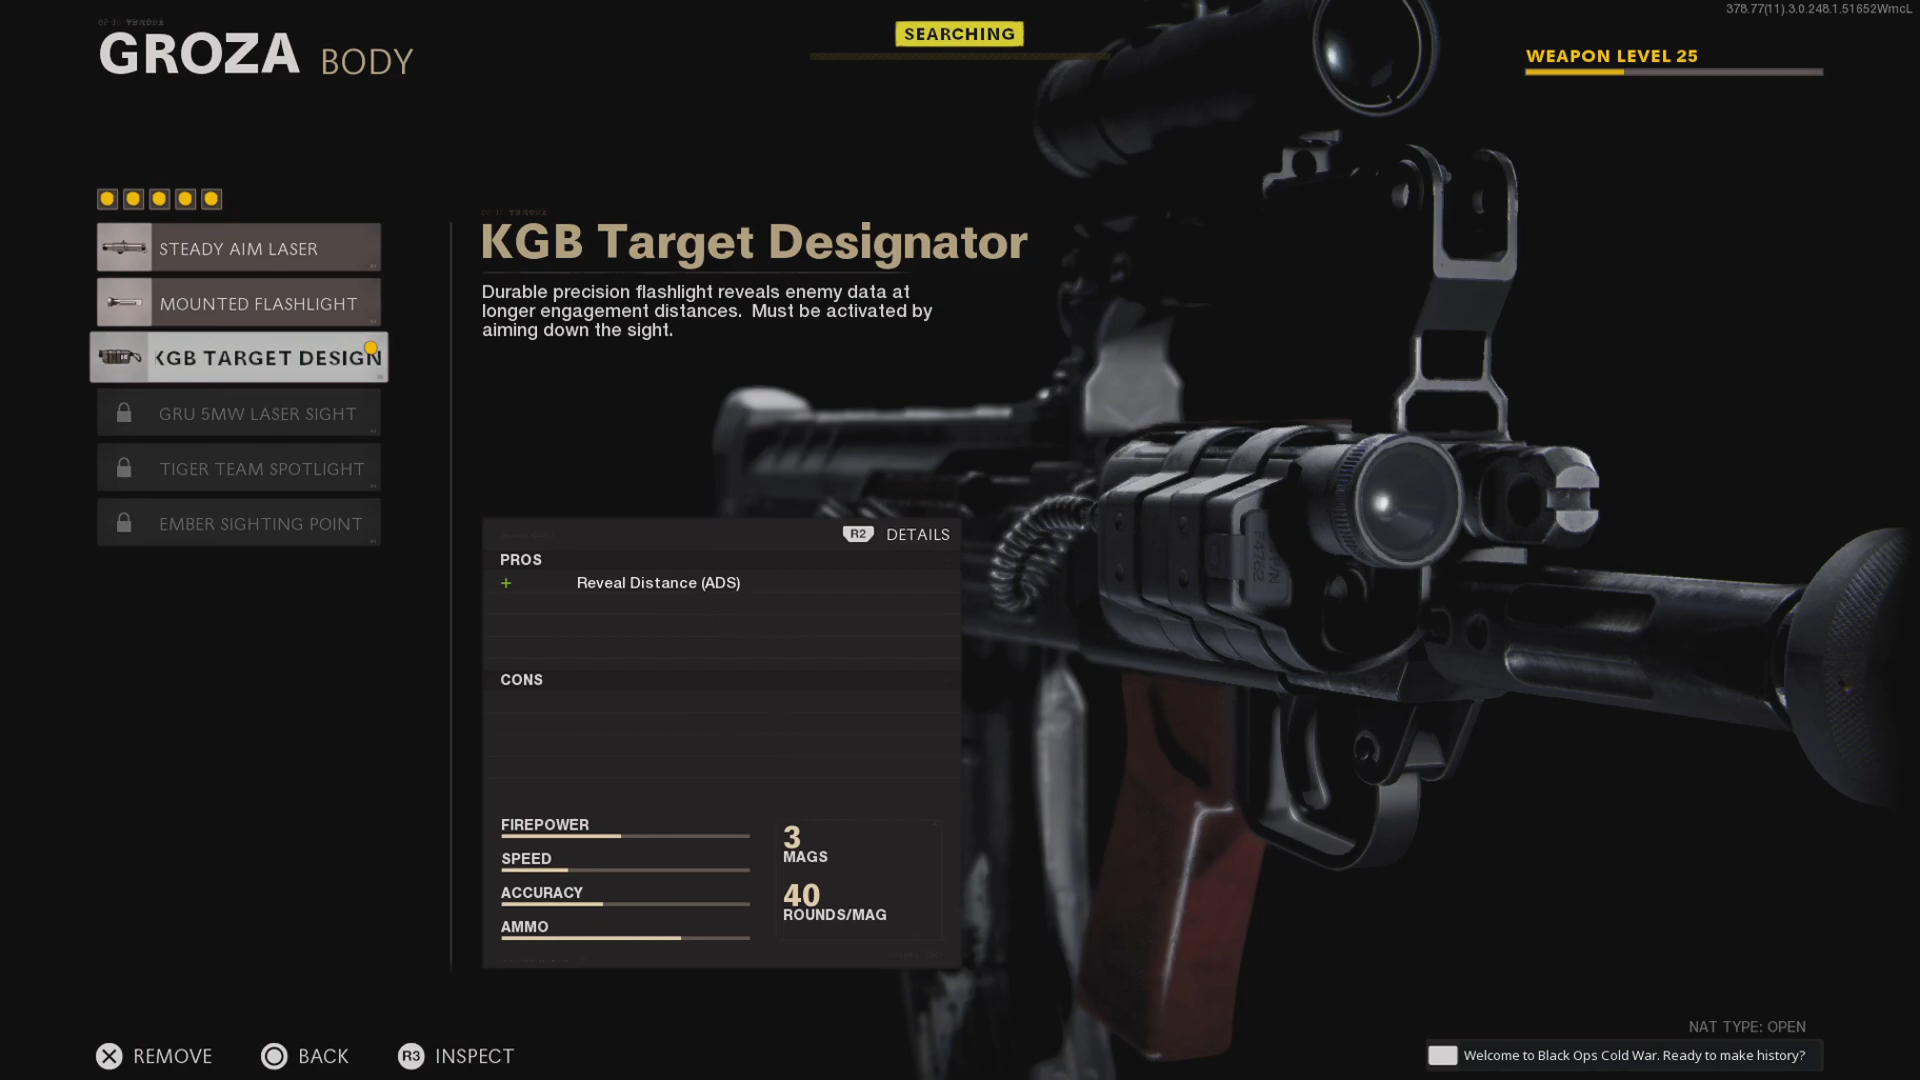 378.77(11).3.0.248.1.51652WmcL
GROZA BODY
SEARCHING
WEAPON LEVEL 25
STEADY AIM LASER
MOUNTED FLASHLIGHT
KGB TARGET DESIGN
GRU 5MW LASER SIGHT
TIGER TEAM SPOTLIGHT
EMBER SIGHTING POINT
KGB Target Designator
Durable precision flashlight reveals enemy data at
longer engagement distances. Must be activated by
aiming down the sight.
R2 DETAILS
PROS
+ Reveal Distance (ADS)
CONS
FIREPOWER
SPEED
ACCURACY
AMMO
3
MAGS
40
ROUNDS/MAG
REMOVE
BACK
R3 INSPECT
NAT TYPE: OPEN
Welcome to Black Ops Cold War. Ready to make history?